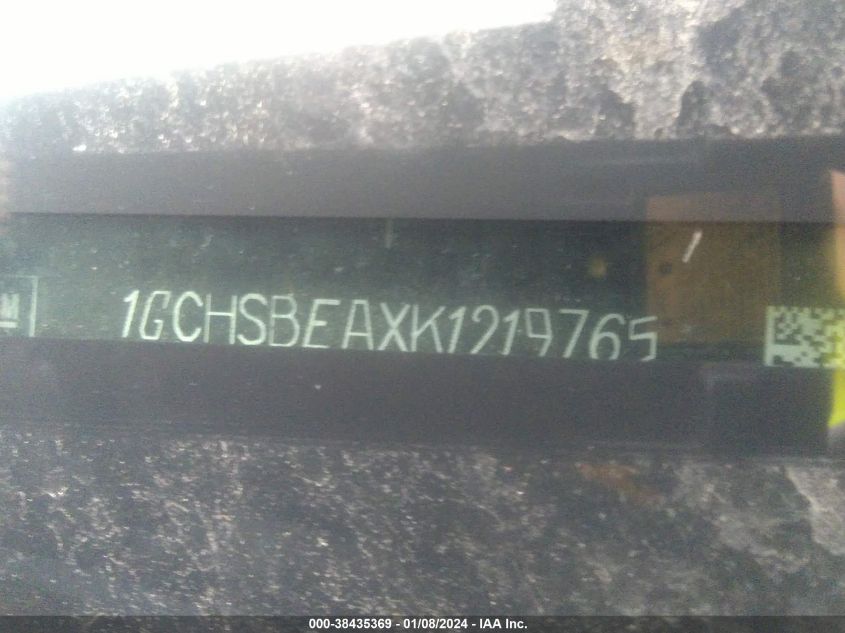 1GCHSBEAXK1219765
000-38435369 - 01/08/2024 - IAA Inc.